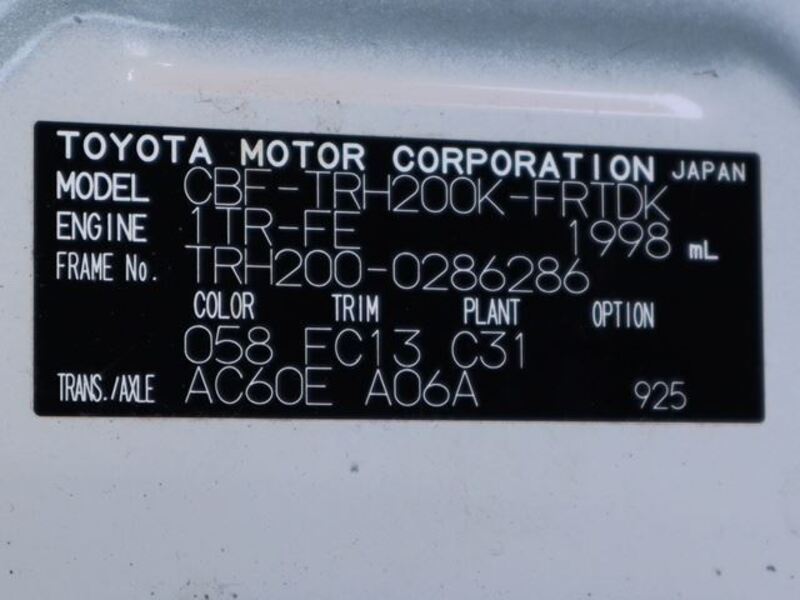 TOYOTA MOTOR CORPORATION JAPAN
MODEL CBF-TRH200K-FRTDK
ENGINE 1TR-FE 1998 mL
FRAME No. TRH200-0286286
COLOR TRIM PLANT OPTION
058 FC13 C31
TRANS./AXLE AC60E A06A 925